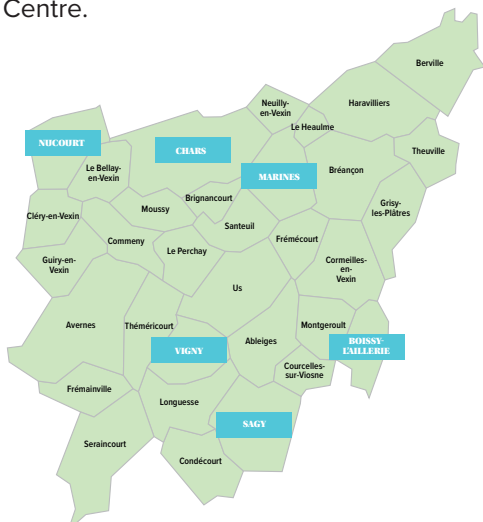 Centre.
Berville
Neuilly-
en-Vexin
Haravilliers
Le Heaulme
NUCOURT
CHARS
Theuville
Le Bellay-
en-Vexin
MARINES
Bréançon
Brignancourt
Grisy-
les-Plâtres
Moussy
Cléry-en-Vexin
Santeuil
Commeny
Frémécourt
Le Perchay
Guiry-en-
Vexin
Cormeilles-
en-
Vexin
Us
Avernes
Théméricourt
Montgeroult
Ableiges
BOISSY-
L'AILLERIE
VIGNY
Courcelles-
sur-Viosne
Frémainville
Longuesse
SAGY
Seraincourt
Condécourt